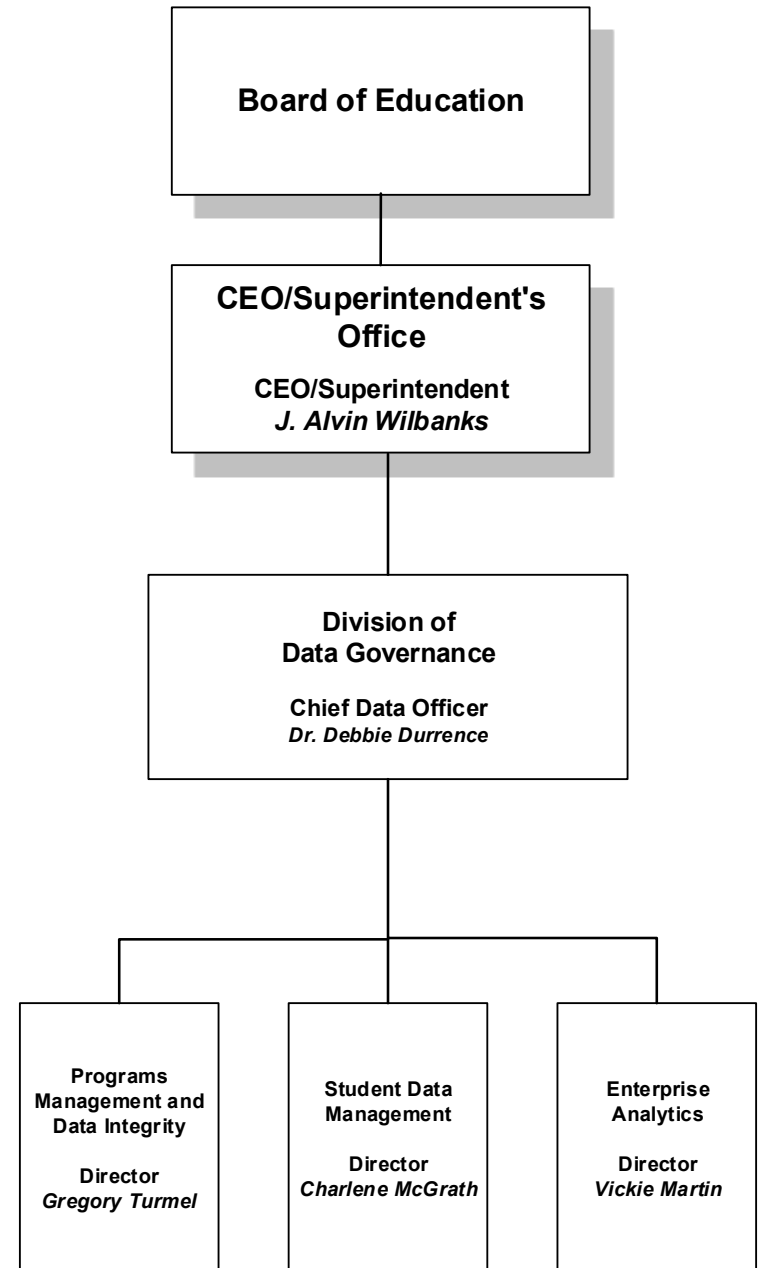 Board of Education
CEO/Superintendent's
Office
CEO/Superintendent
J. Alvin Wilbanks
Division of
Data Governance
Chief Data Officer
Dr. Debbie Durrence
Programs
Management and
Data Integrity
Director
Gregory Turmel
Student Data
Management
Director
Charlene McGrath
Enterprise
Analytics
Director
Vickie Martin